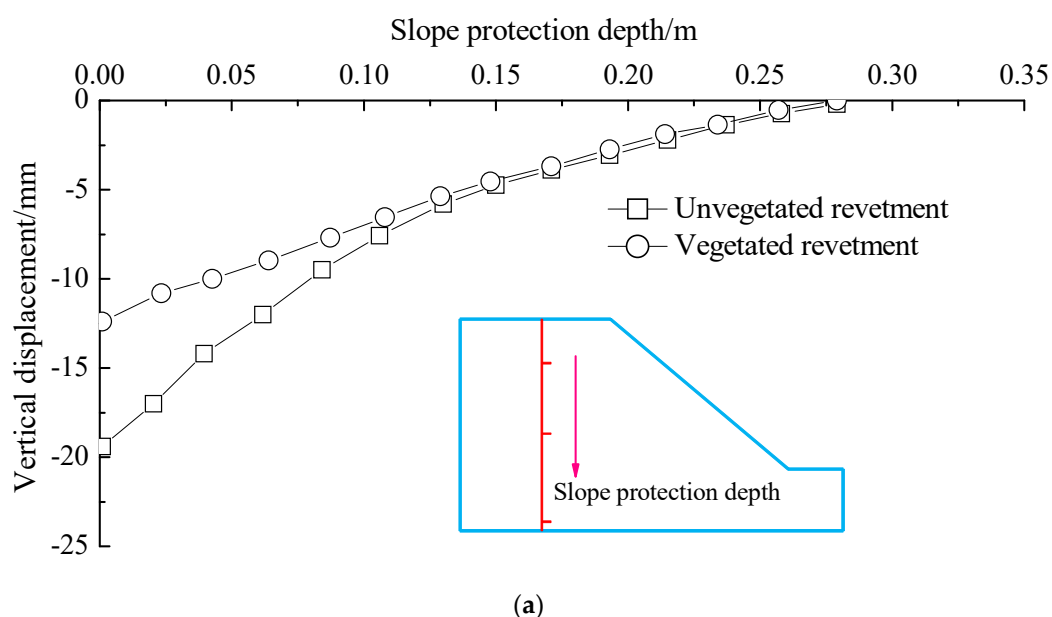 Slope protection depth/m
0.00 0.05 0.10 0.15 0.20 0.25 0.30 0.35
Vertical displacement/mm
0
-5
-10
-15
-20
-25
Unvegetated revetment
Vegetated revetment
Slope protection depth
(a)